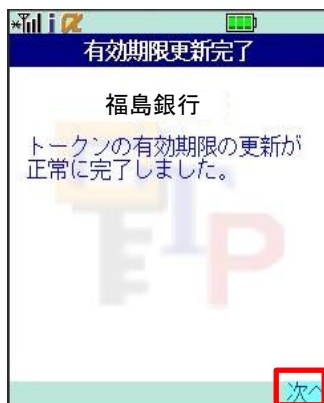 有効期限更新完了
福島銀行
トークンの有効期限の更新が
正常に完了しました。
OTP
次へ